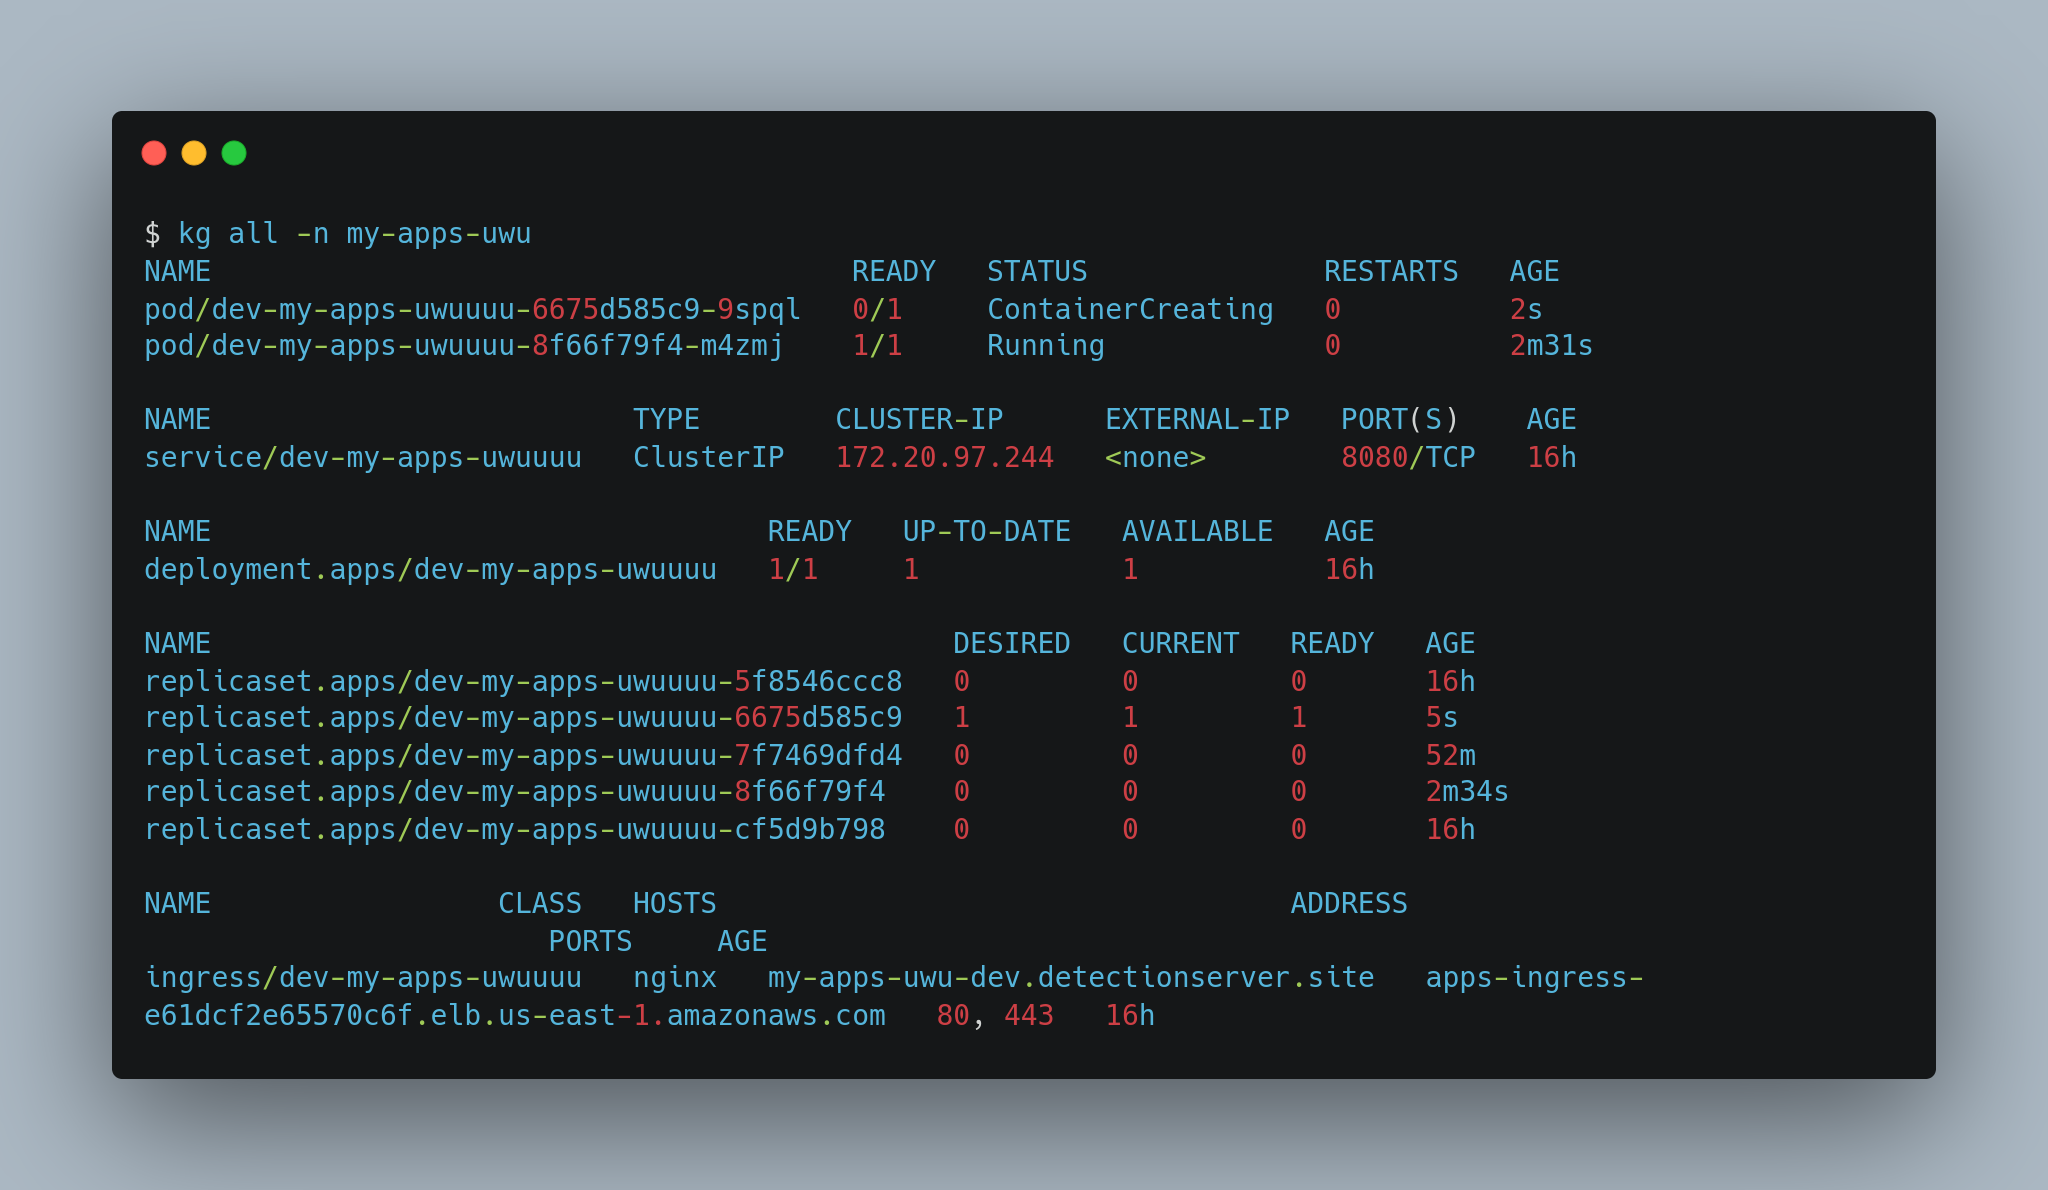 $ kg all -n my-apps-uwu
NAME                                      READY   STATUS              RESTARTS   AGE
pod/dev-my-apps-uwuuuu-6675d585c9-9spql   0/1     ContainerCreating   0          2s
pod/dev-my-apps-uwuuuu-8f66f79f4-m4zmj    1/1     Running             0          2m31s

NAME                         TYPE        CLUSTER-IP      EXTERNAL-IP   PORT(S)    AGE
service/dev-my-apps-uwuuuu   ClusterIP   172.20.97.244   <none>        8080/TCP   16h

NAME                                 READY   UP-TO-DATE   AVAILABLE   AGE
deployment.apps/dev-my-apps-uwuuuu   1/1     1            1           16h

NAME                                            DESIRED   CURRENT   READY   AGE
replicaset.apps/dev-my-apps-uwuuuu-5f8546ccc8   0         0         0       16h
replicaset.apps/dev-my-apps-uwuuuu-6675d585c9   1         1         1       5s
replicaset.apps/dev-my-apps-uwuuuu-7f7469dfd4   0         0         0       52m
replicaset.apps/dev-my-apps-uwuuuu-8f66f79f4    0         0         0       2m34s
replicaset.apps/dev-my-apps-uwuuuu-cf5d9b798    0         0         0       16h

NAME                 CLASS   HOSTS                                  ADDRESS
                        PORTS     AGE
ingress/dev-my-apps-uwuuuu   nginx   my-apps-uwu-dev.detectionserver.site   apps-ingress-
e61dcf2e65570c6f.elb.us-east-1.amazonaws.com   80, 443   16h